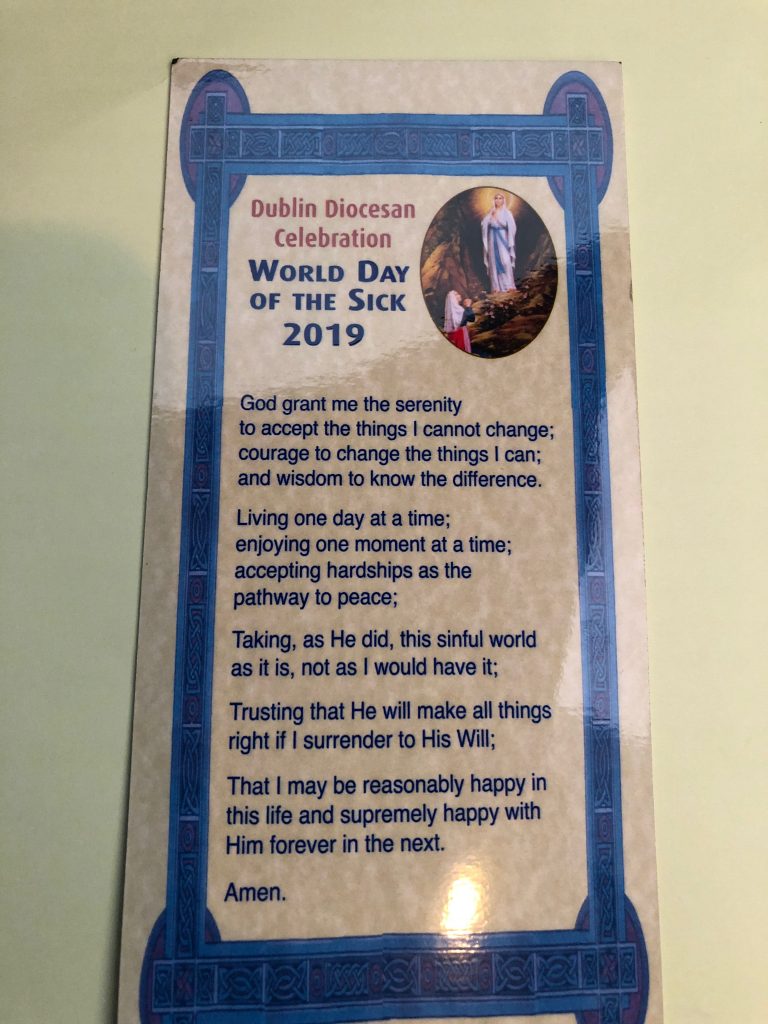 Dublin Diocesan
Celebration
World Day
of the Sick
2019
God grant me the serenity
to accept the things I cannot change;
courage to change the things I can;
and wisdom to know the difference.
Living one day at a time;
enjoying one moment at a time;
accepting hardships as the
pathway to peace;
Taking, as He did, this sinful world
as it is, not as I would have it;
Trusting that He will make all things
right if I surrender to His Will;
That I may be reasonably happy in
this life and supremely happy with
Him forever in the next.
Amen.